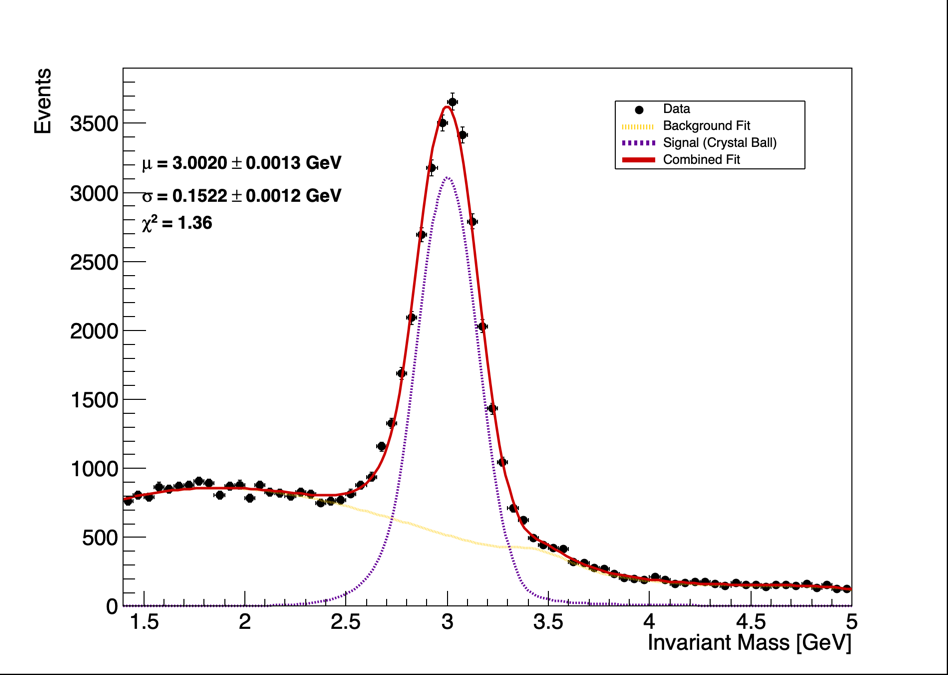 Events
3500
3000
2500
2000
1500
1000
500
0
μ = 3.0020 ± 0.0013 GeV
σ = 0.1522 ± 0.0012 GeV
χ² = 1.36
Data
Background Fit
Signal (Crystal Ball)
Combined Fit
1.5 2 2.5 3 3.5 4 4.5 5
Invariant Mass [GeV]